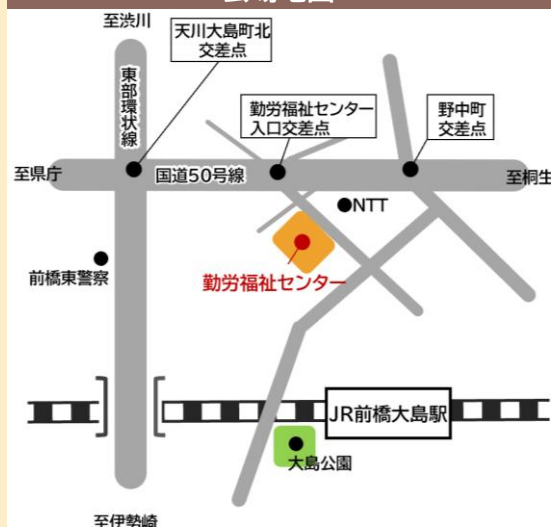 至渋川
天川大島町北
交差点
東部環状線
勤労福祉センター
入口交差点
野中町
交差点
至県庁
国道50号線
至桐生
NTT
前橋東警察
勤労福祉センター
JR前橋大島駅
大島公園
至伊勢崎